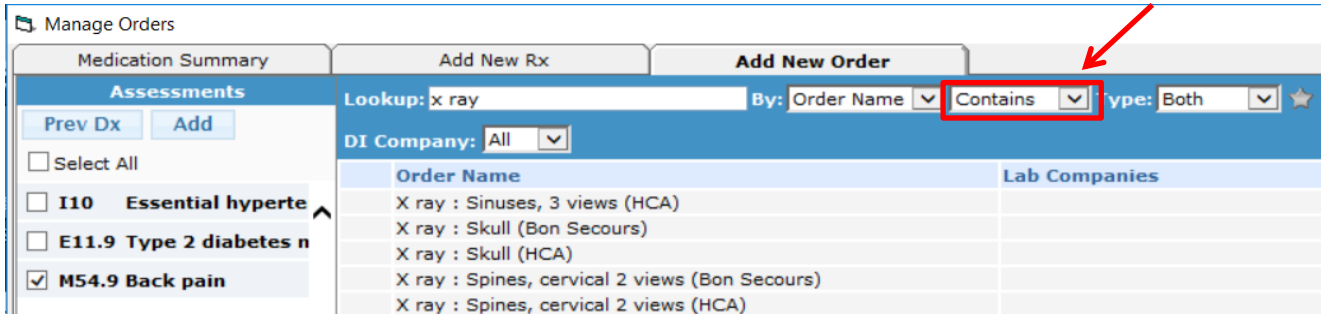 Manage Orders
Medication Summary
Add New Rx
Add New Order
Assessments
Prev Dx Add
Select All
I10 Essential hyperte
E11.9 Type 2 diabetes n
M54.9 Back pain
Lookup: x ray By: Order Name Contains Type: Both
DI Company: All
Order Name Lab Companies
X ray : Sinuses, 3 views (HCA)
X ray : Skull (Bon Secours)
X ray : Skull (HCA)
X ray : Spines, cervical 2 views (Bon Secours)
X ray : Spines, cervical 2 views (HCA)